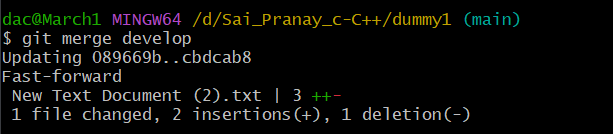 dac@March1 MINGW64 /d/Sai_Pranay_c-C++/dummy1 (main)
$ git merge develop
Updating 089669b..cbdcab8
Fast-forward
 New Text Document (2).txt | 3 ++-
 1 file changed, 2 insertions(+), 1 deletion(-)